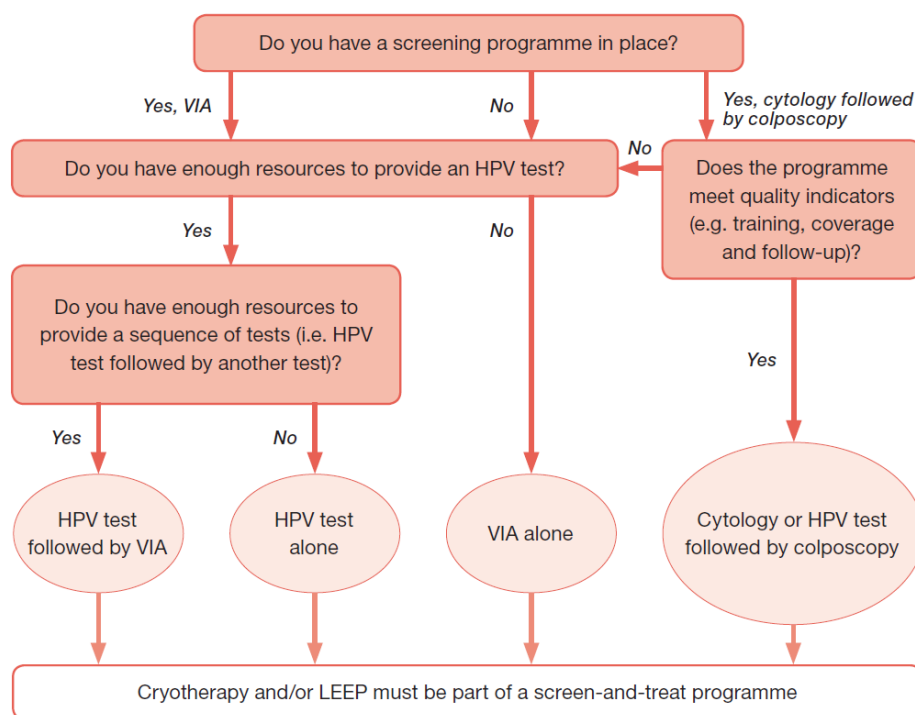 Do you have a screening programme in place?
Yes, VIA
No
Yes, cytology followed
by colposcopy
Do you have enough resources to provide an HPV test?
No
Does the programme
meet quality indicators
(e.g. training, coverage
and follow-up)?
Yes
No
Do you have enough resources to
provide a sequence of tests (i.e. HPV
test followed by another test)?
Yes
Yes
No
HPV test
followed by VIA
HPV test
alone
VIA alone
Cytology or HPV test
followed by colposcopy
Cryotherapy and/or LEEP must be part of a screen-and-treat programme